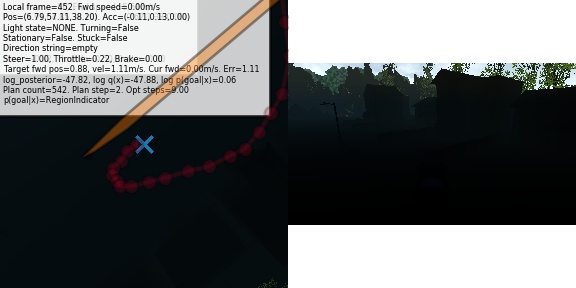 Local frame=452. Fwd speed=0.00m/s
Pos=(6.79,57.11,38.20). Acc=(-0.11,0.13,0.00)
Light state=NONE. Turning=False
Stationary=False. Stuck=False
Direction string=empty
Steer=1.00, Throttle=0.22, Brake=0.00
Target fwd pos=0.88, vel=1.11m/s. Cur fwd=0.00m/s. Err=1.11
log_posterior=-47.82, log q(x)=-47.88, log p(goal|x)=0.06
Plan count=542. Plan step=2. Opt steps=9.00
p(goal|x)=RegionIndicator